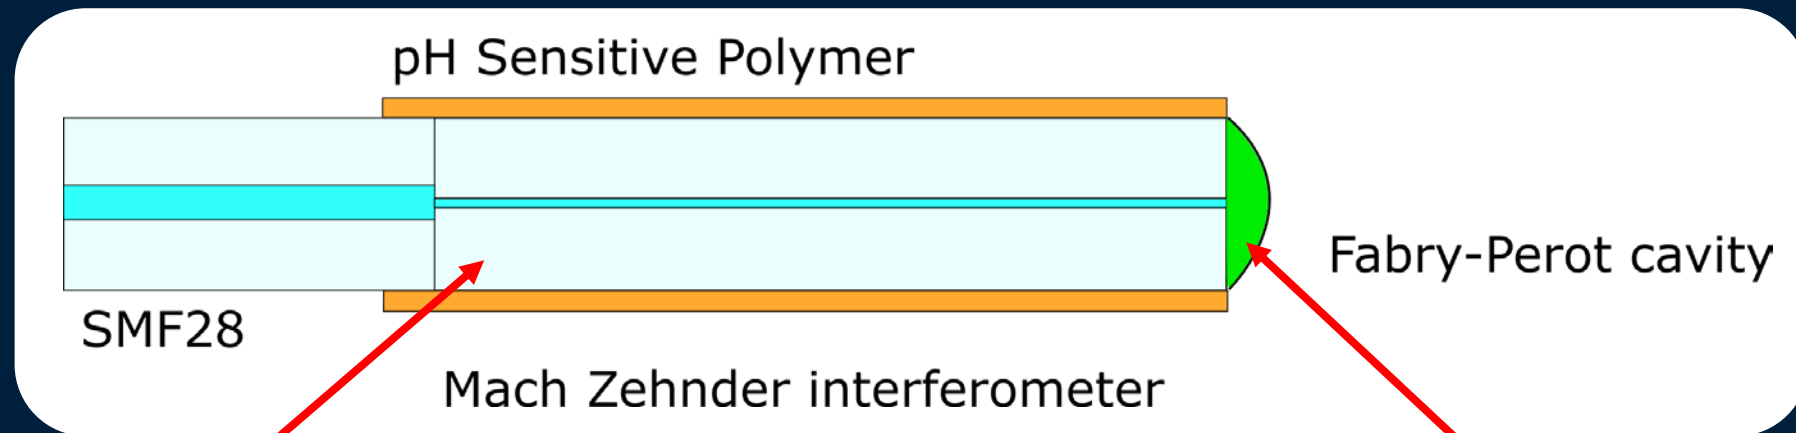 pH Sensitive Polymer
Fabry-Perot cavity
SMF28
Mach Zehnder interferometer